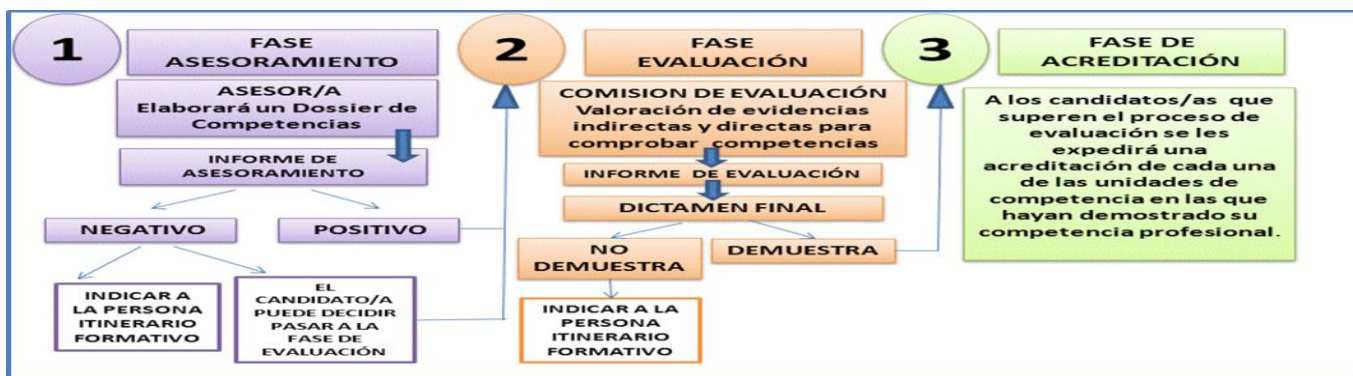 1
FASE
ASESORAMIENTO
ASESOR/A
Elaborará un Dossier de
Competencias
INFORME DE
ASESORAMIENTO
NEGATIVO
POSITIVO
INDICAR A
LA PERSONA
ITINERARIO
FORMATIVO
EL
CANDIDATO/A
PUEDE DECIDIR
PASAR A LA
FASE DE
EVALUACIÓN
2
FASE
EVALUACIÓN
COMISION DE EVALUACIÓN
Valoración de evidencias
indirectas y directas para
comprobar competencias
INFORME DE EVALUACIÓN
DICTAMEN FINAL
NO
DEMUESTRA
DEMUESTRA
INDICAR A LA
PERSONA
ITINERARIO
FORMATIVO
3
FASE DE
ACREDITACIÓN
A los candidatos/as que
superen el proceso de
evaluación se les
expedirá una
acreditación de cada una
de las unidades de
competencia en las que
hayan demostrado su
competencia profesional.